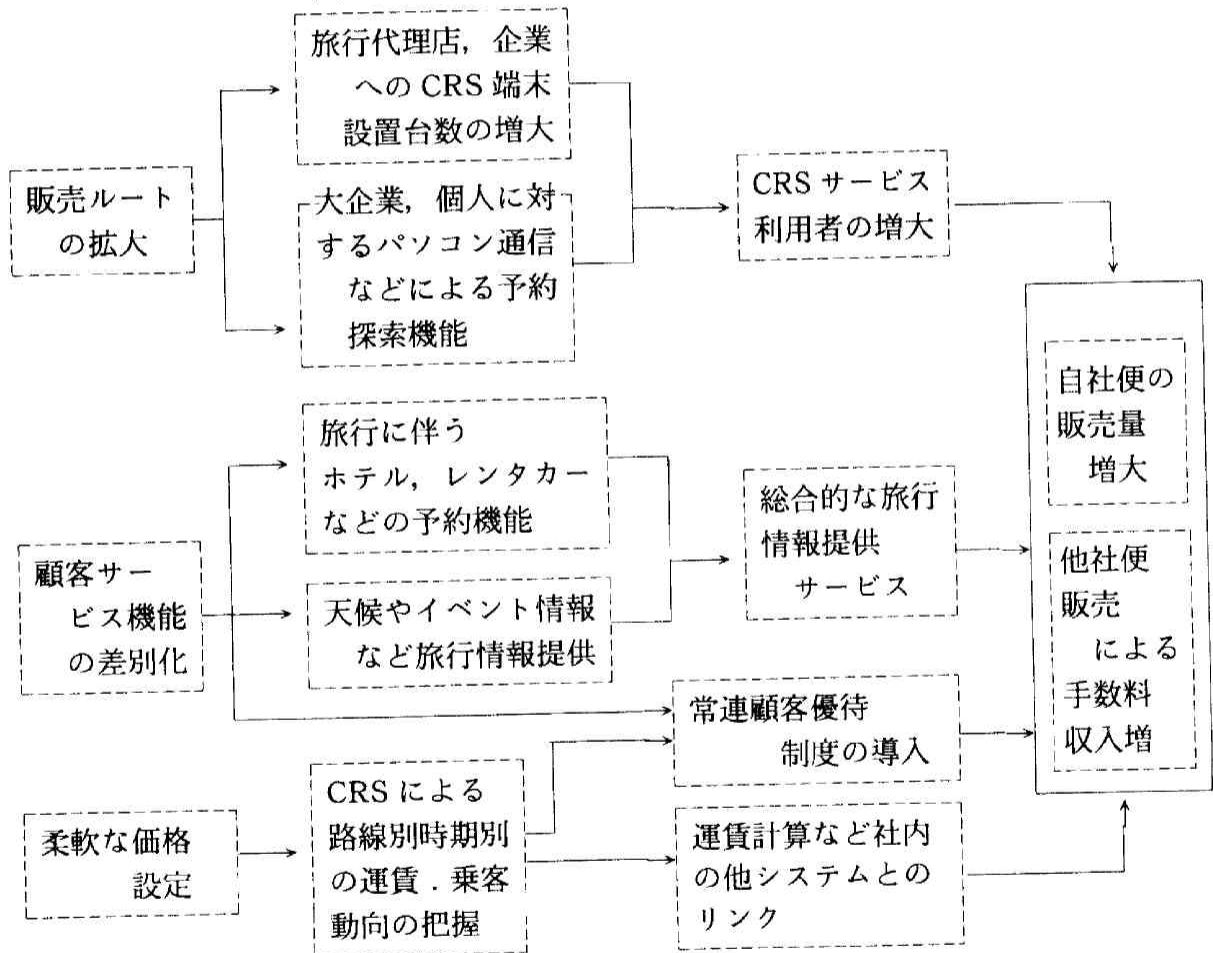 販売ルート
の拡大
旅行代理店，企業
への CRS 端末
設置台数の増大
大企業，個人に対
するパソコン通信
などによる予約
探索機能
CRS サービス
利用者の増大
顧客サー
ビス機能
の差別化
旅行に伴う
ホテル，レンタカー
などの予約機能
天候やイベント情報
など旅行情報提供
総合的な旅行
情報提供
サービス
常連顧客優待
制度の導入
柔軟な価格
設定
CRS による
路線別時期別
の運賃．乗客
動向の把握
運賃計算など社内
の他システムとの
リンク
自社便の
販売量
増大
他社便
販売
による
手数料
収入増